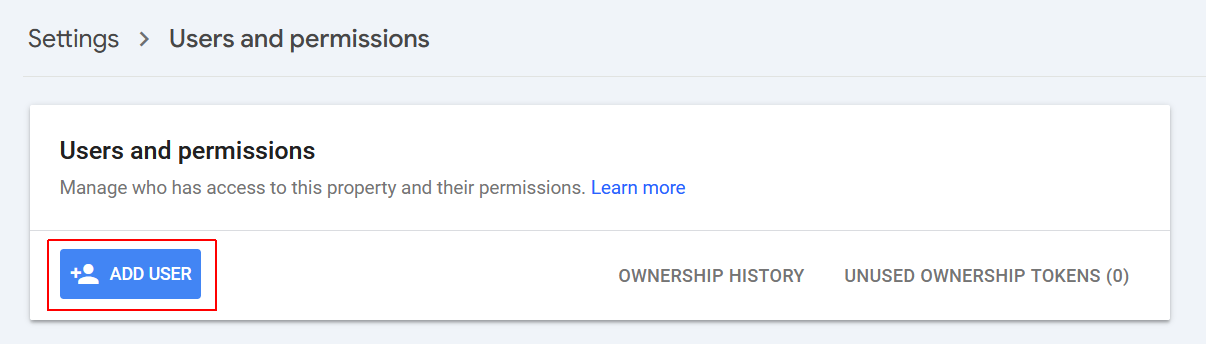 Settings > Users and permissions
Users and permissions
Manage who has access to this property and their permissions. Learn more
ADD USER OWNERSHIP HISTORY UNUSED OWNERSHIP TOKENS (0)